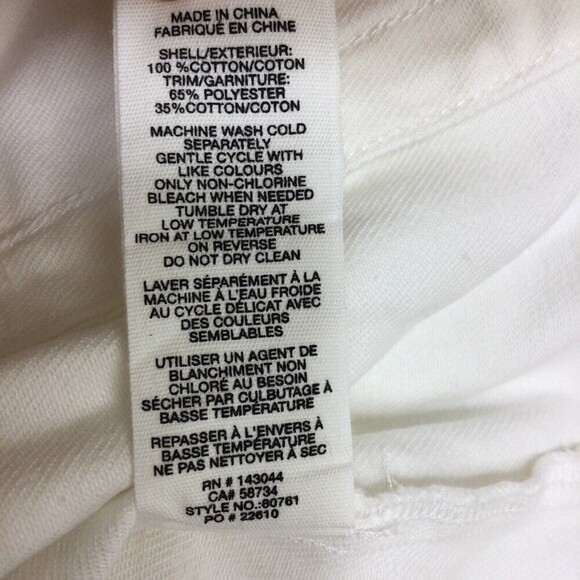 MADE IN CHINA
FABRIQUÉ EN CHINE
SHELL/EXTERIEUR:
100 %COTTON/COTON
TRIM/GARNITURE:
65% POLYESTER
35%COTTON/COTON
MACHINE WASH COLD
SEPARATELY
GENTLE CYCLE WITH
LIKE COLOURS
ONLY NON-CHLORINE
BLEACH WHEN NEEDED
TUMBLE DRY AT
LOW TEMPERATURE
IRON AT LOW TEMPERATURE
ON REVERSE
DO NOT DRY CLEAN
LAVER SÉPARÉMENT À LA
MACHINE À L'EAU FROIDE
AU CYCLE DÉLICAT AVEC
DES COULEURS
SEMBLABLES
UTILISER UN AGENT DE
BLANCHIMENT NON
CHLORÉ AU BESOIN
SÉCHER PAR CULBUTAGE À
BASSE TEMPÉRATURE
REPASSER À L'ENVERS À
BASSE TEMPÉRATURE
NE PAS NETTOYER À SEC
RN # 143044
CA# 58734
STYLE NO.:80761
PO # 22610